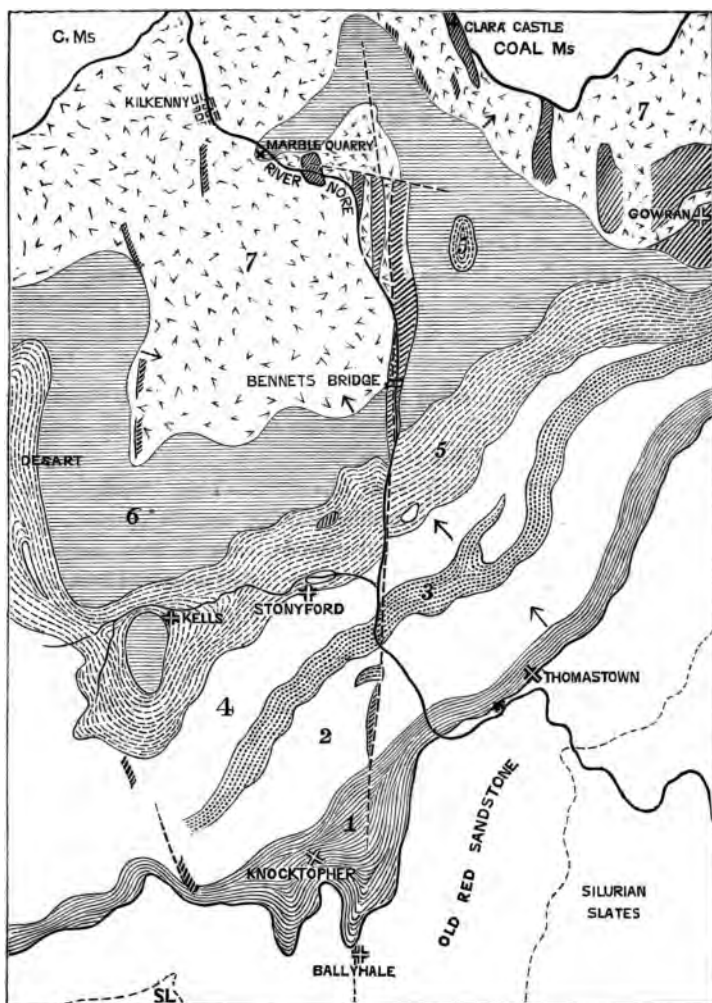 C. Ms
CLARA CASTLE
COAL Ms
KILKENNY
7
MARBLE QUARRY
RIVER NORE
GOWRAN
5
7
BENNETS BRIDGE
DESART
5
6
3
STONYFORD
KELLS
THOMASTOWN
4
2
OLD RED SANDSTONE
1
KNOCKTOPHER
SILURIAN
SLATES
BALLYHALE
SL